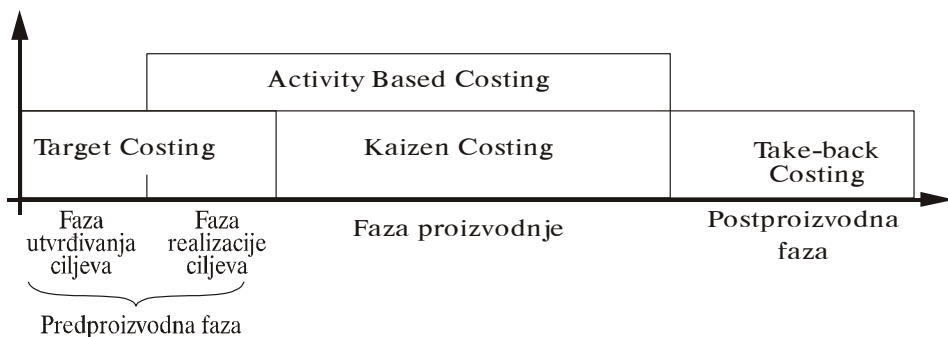 Activity Based Costing
Target Costing
Kaizen Costing
Take-back
Costing
Faza
utvrđivanja
ciljeva
Faza
realizacije
ciljeva
Faza proizvodnje
Postproizvodna
faza
Predproizvodna faza